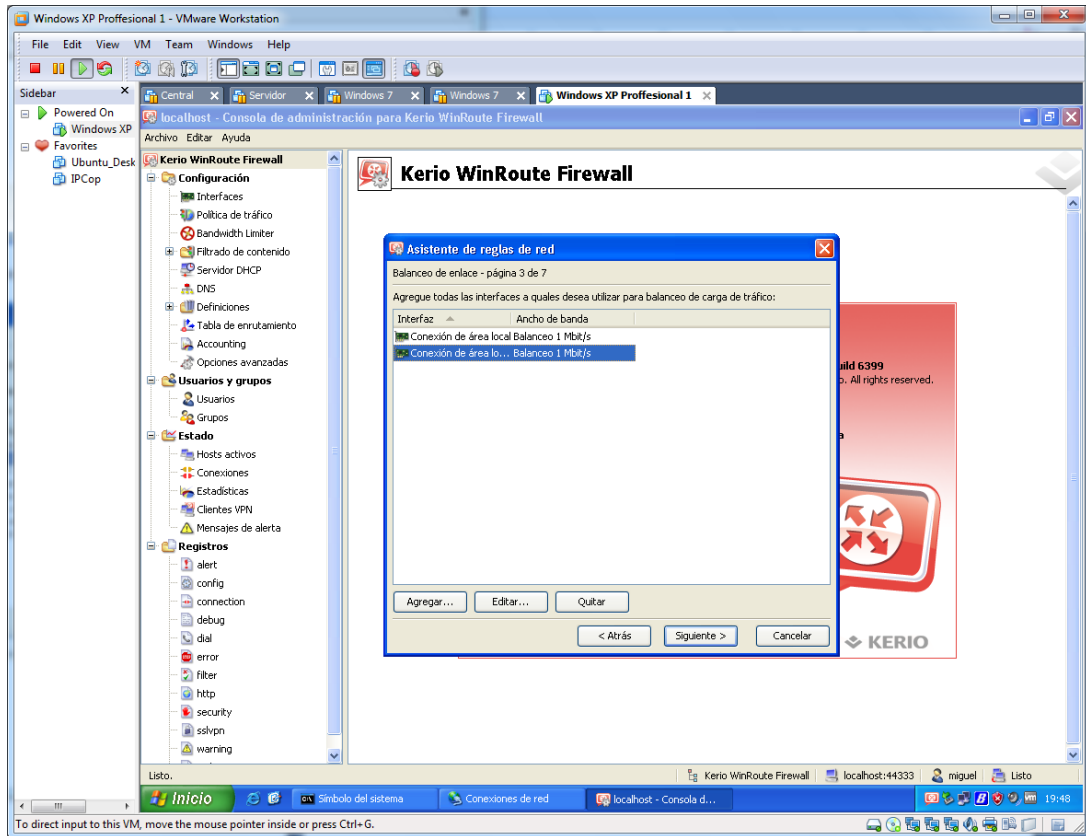 Windows XP Proffesional 1 - VMware Workstation
File Edit View VM Team Windows Help
Sidebar
Central Servidor Windows 7 Windows 7 Windows XP Proffesional 1
Powered On
Windows XP
Favorites
Ubuntu_Desk
IPCop
localhost - Consola de administración para Kerio WinRoute Firewall
Archivo Editar Ayuda
Kerio WinRoute Firewall
Configuración
Interfaces
Política de tráfico
Bandwidth Limiter
Filtrado de contenido
Servidor DHCP
DNS
Definiciones
Tabla de enrutamiento
Accounting
Opciones avanzadas
Usuarios y grupos
Usuarios
Grupos
Estado
Hosts activos
Conexiones
Estadísticas
Clientes VPN
Mensajes de alerta
Registros
alert
config
connection
debug
dial
error
filter
http
security
sslvpn
warning
Kerio WinRoute Firewall
Asistente de reglas de red
Balanceo de enlace - página 3 de 7
Agregue todas las interfaces a quales desea utilizar para balanceo de carga de tráfico:
Interfaz Ancho de banda
Conexión de área local Balanceo 1 Mbit/s
Conexión de área lo... Balanceo 1 Mbit/s
Agregar... Editar... Quitar
< Atrás Siguiente > Cancelar
uild 6399
. All rights reserved.
KERIO
Listo. Kerio WinRoute Firewall localhost:44333 miguel Listo
Inicio Símbolo del sistema Conexiones de red localhost - Consola d... 19:48
To direct input to this VM, move the mouse pointer inside or press Ctrl+G.